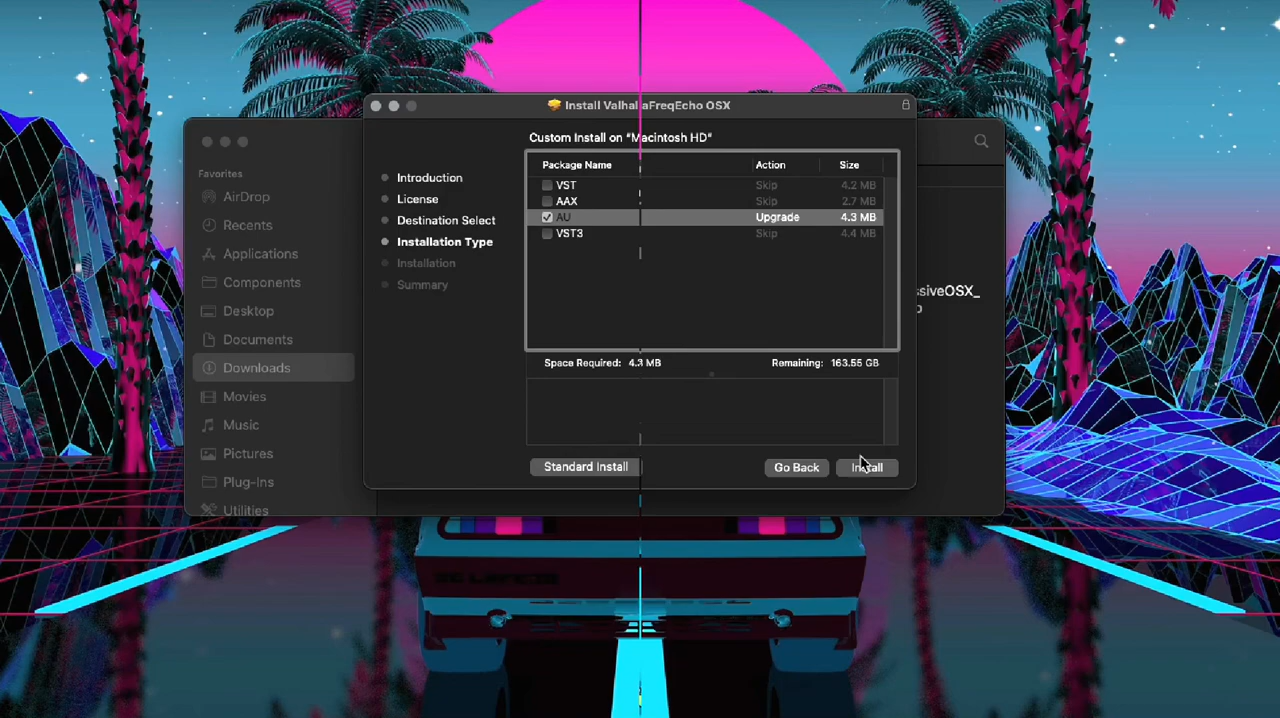 Install ValhallaFreqEcho OSX
Custom Install on "Macintosh HD"
Package Name Action Size
VST Skip 4.2 MB
AAX Skip 2.7 MB
AU Upgrade 4.3 MB
VST3 Skip 4.4 MB
Space Required: 4.3 MB Remaining: 163.55 GB
Introduction
License
Destination Select
Installation Type
Installation
Summary
Standard Install Go Back Install
Favorites
AirDrop
Recents
Applications
Components
Desktop
Documents
Downloads
Movies
Music
Pictures
Plug-Ins
Utilities
ssiveOSX_
p